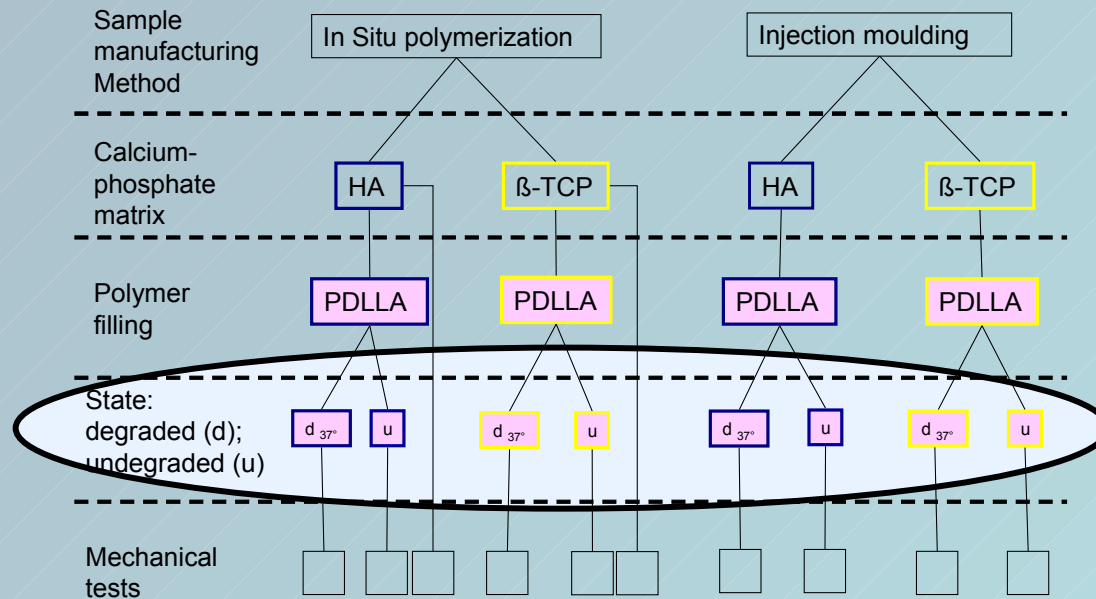 Sample
manufacturing
Method
In Situ polymerization
Injection moulding
Calcium-
phosphate
matrix
HA
ß-TCP
HA
ß-TCP
Polymer
filling
PDLLA
PDLLA
PDLLA
PDLLA
State:
degraded (d);
undegraded (u)
d 37°
u
d 37°
u
d 37°
u
d 37°
u
Mechanical
tests